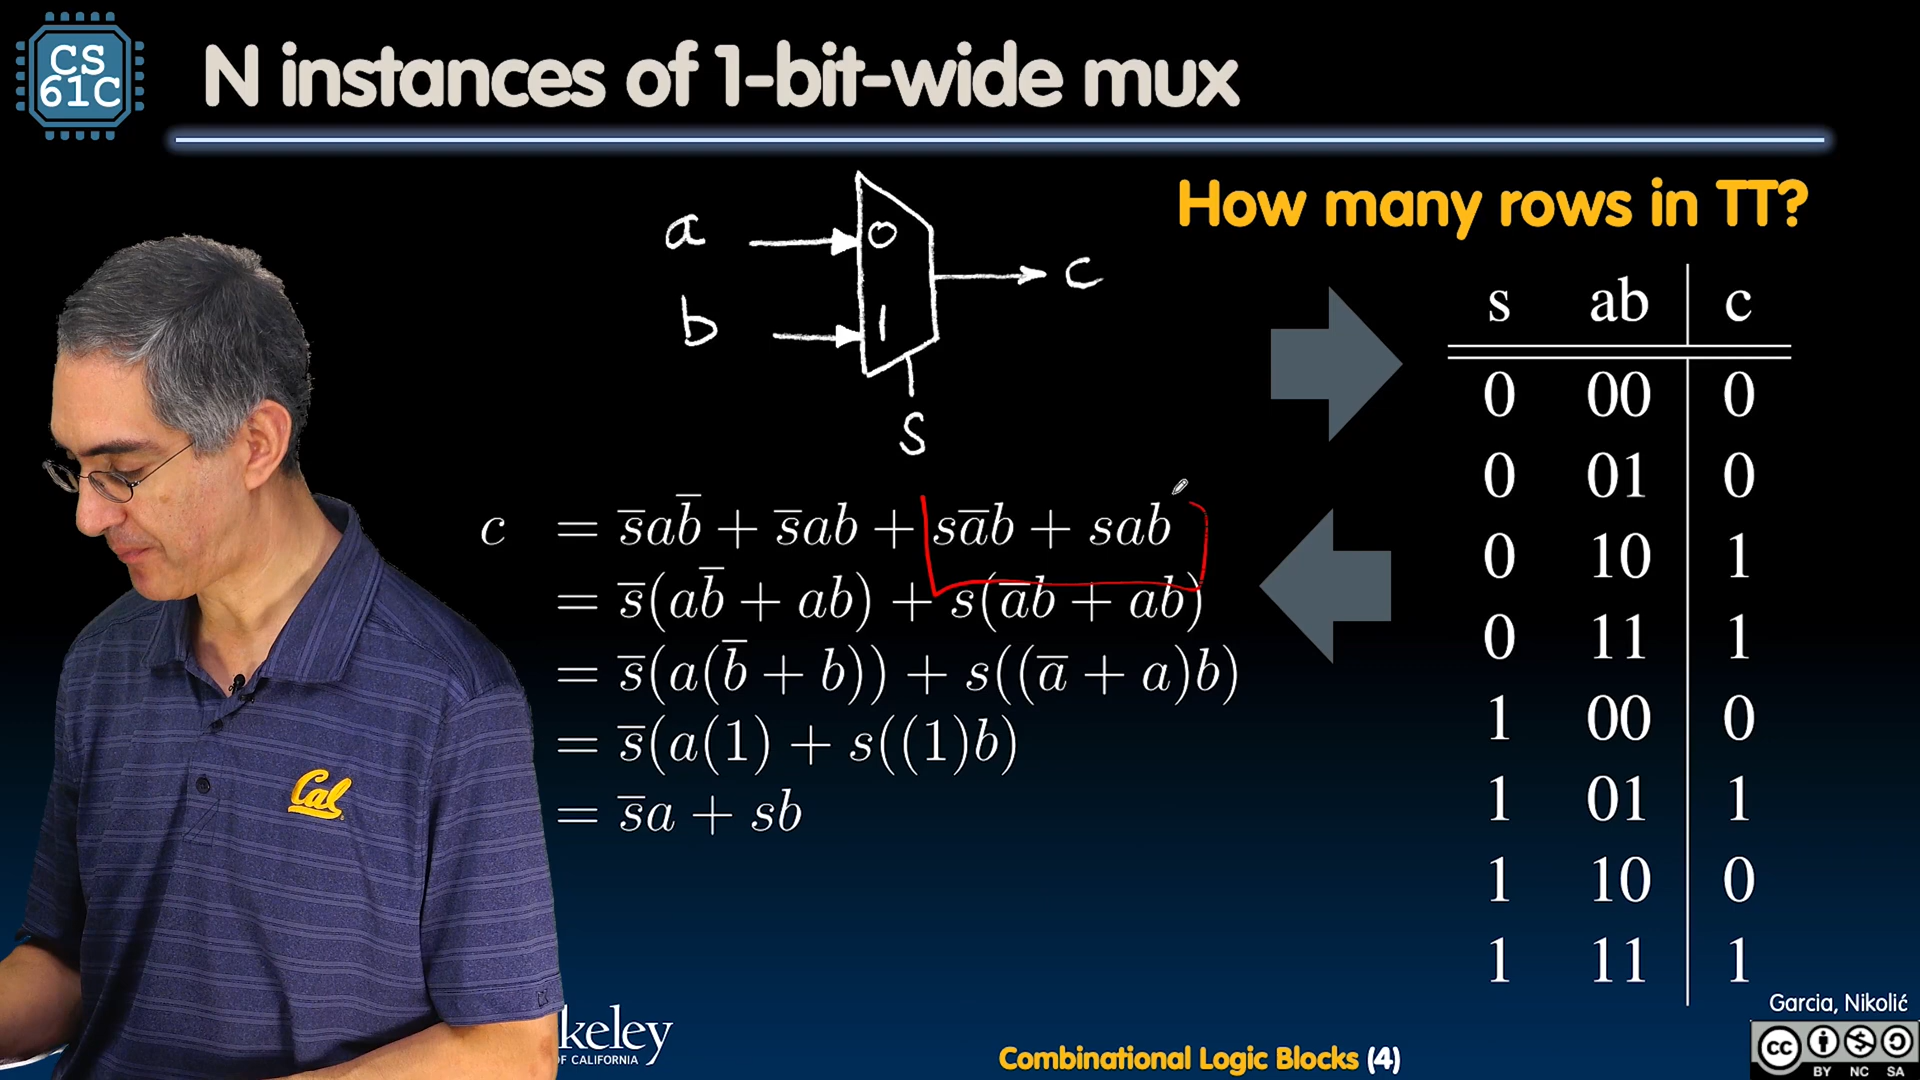 CS
61C
N instances of 1-bit-wide mux
How many rows in TT?
a
0
b
1
c
s
s ab c
0 00 0
0 01 0
0 10 1
0 11 1
1 00 0
1 01 1
1 10 0
1 11 1
c = s̅ab̅ + s̅ab + sa̅b + sab
= s̅(ab̅ + ab) + s(a̅b + ab)
= s̅(a(b̅ + b)) + s((a̅ + a)b)
= s̅(a(1) + s((1)b)
= s̅a + sb
Cal
keley
OF CALIFORNIA
Combinational Logic Blocks (4)
Garcia, Nikolić
cc
BY NC SA